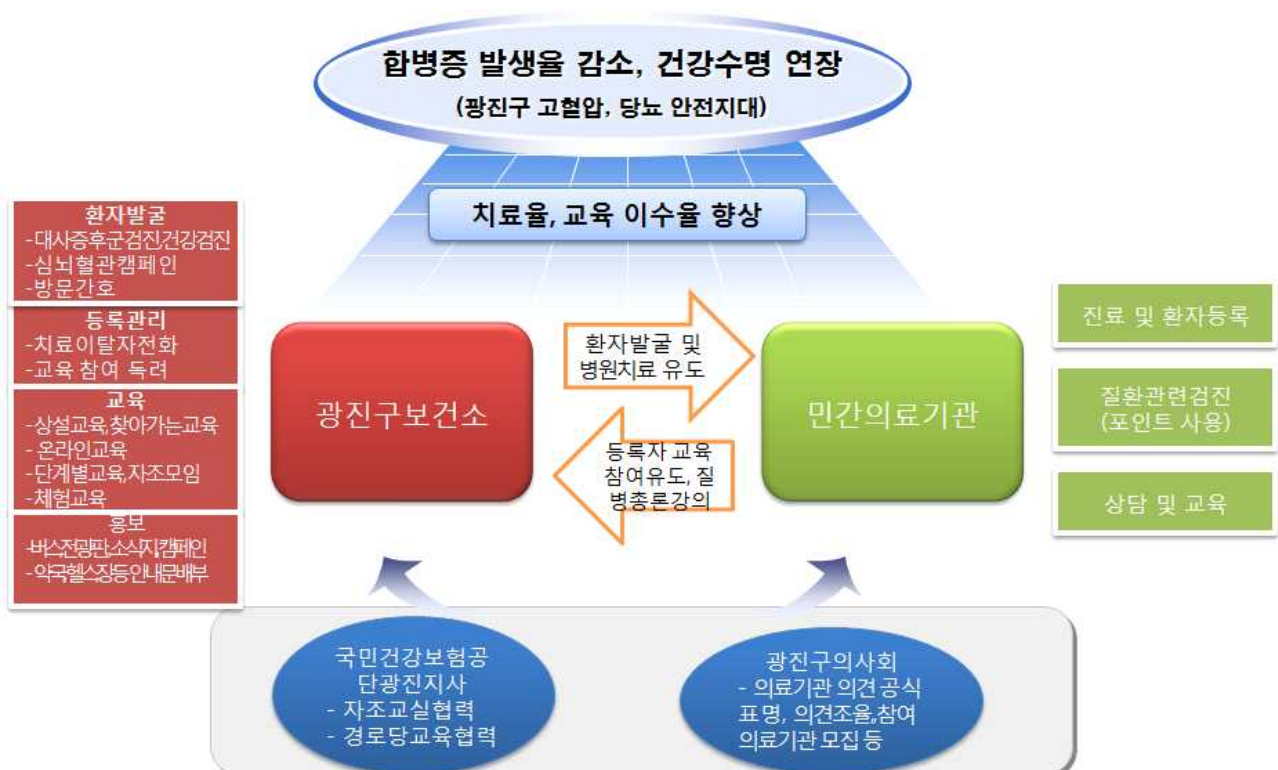 합병증 발생율 감소, 건강수명 연장
(광진구 고혈압, 당뇨 안전지대)
치료율, 교육 이수율 향상
환자발굴
-대사증후군검진,건강검진
-심뇌혈관캠페인
-방문간호
등록관리
-치료이탈자전화
-교육 참여 독려
교육
-상설교육,찾아가는교육
- 온라인교육
-단계별교육,자조모임
-체험교육
홍보
-버스전광판,소식지,캠페인
-약국,헬스장등안내문배부
광진구보건소
환자발굴 및
병원치료 유도
등록자 교육
참여유도, 질
병총론강의
민간의료기관
진료 및 환자등록
질환관련검진
(포인트 사용)
상담 및 교육
국민건강보험공
단광진지사
- 자조교실협력
- 경로당교육협력
광진구의사회
- 의료기관 의견 공식
표명, 의견조율,참여
의료기관 모집 등